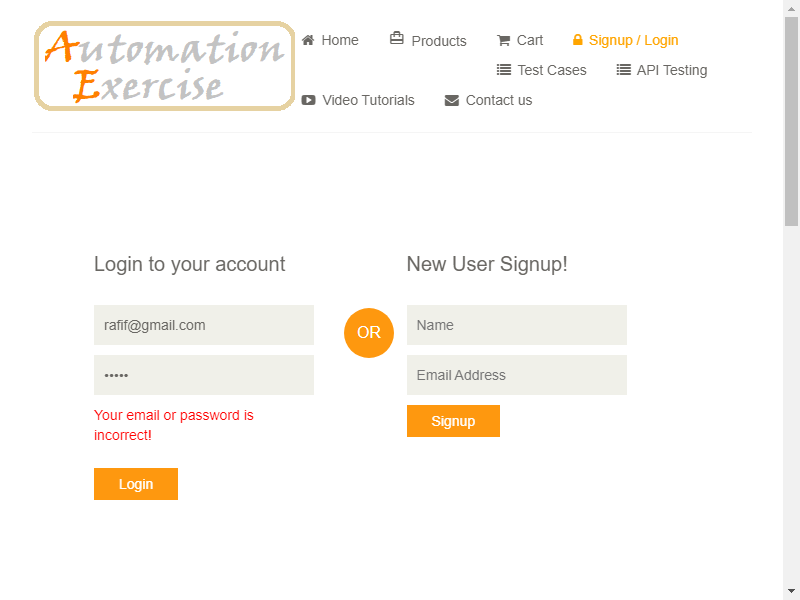 Automation
Exercise
Home
Products
Cart
Signup / Login
Test Cases
API Testing
Video Tutorials
Contact us
Login to your account
rafif@gmail.com
•••••
Your email or password is
incorrect!
Login
OR
New User Signup!
Name
Email Address
Signup